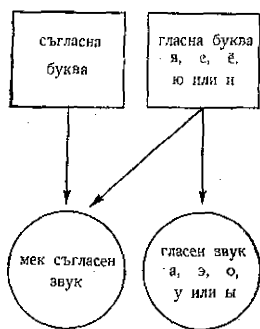 съгласна
буква
гласна буква
я, е, ё,
ю или и
мек съгласен
звук
гласен звук
а, э, о,
у или ы